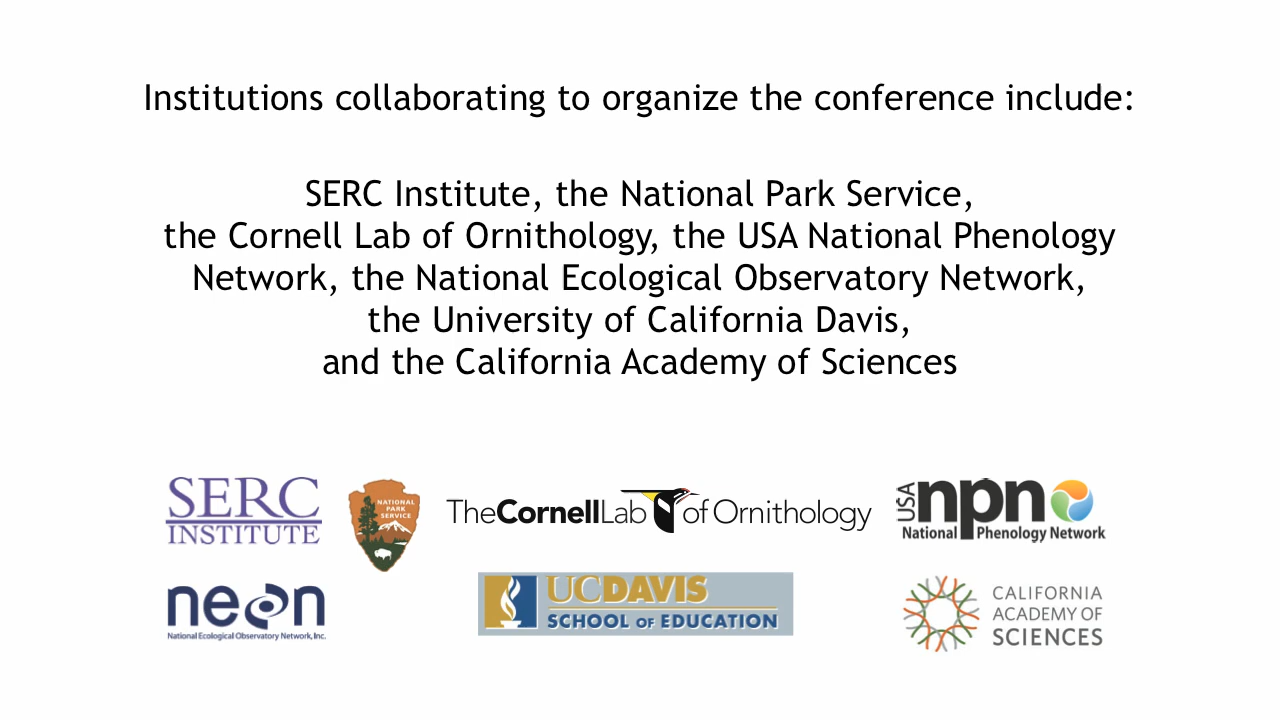 Institutions collaborating to organize the conference include:
SERC Institute, the National Park Service,
the Cornell Lab of Ornithology, the USA National Phenology
Network, the National Ecological Observatory Network,
the University of California Davis,
and the California Academy of Sciences
SERC
INSTITUTE
NATIONAL
PARK
SERVICE
TheCornellLab of Ornithology
USA npn
National Phenology Network
neon
National Ecological Observatory Network, Inc.
UCDAVIS
SCHOOL OF EDUCATION
CALIFORNIA
ACADEMY OF
SCIENCES